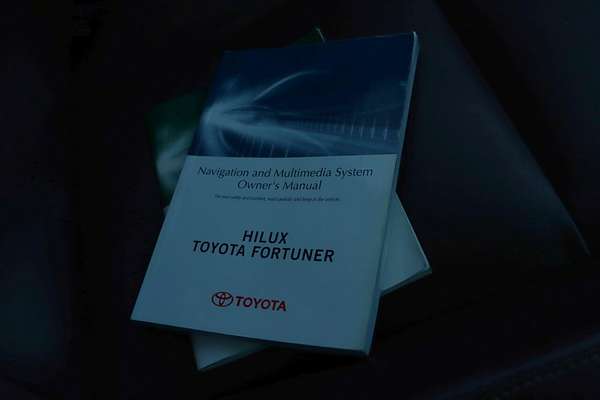 Navigation and Multimedia System
Owner's Manual
HILUX
TOYOTA FORTUNER
TOYOTA